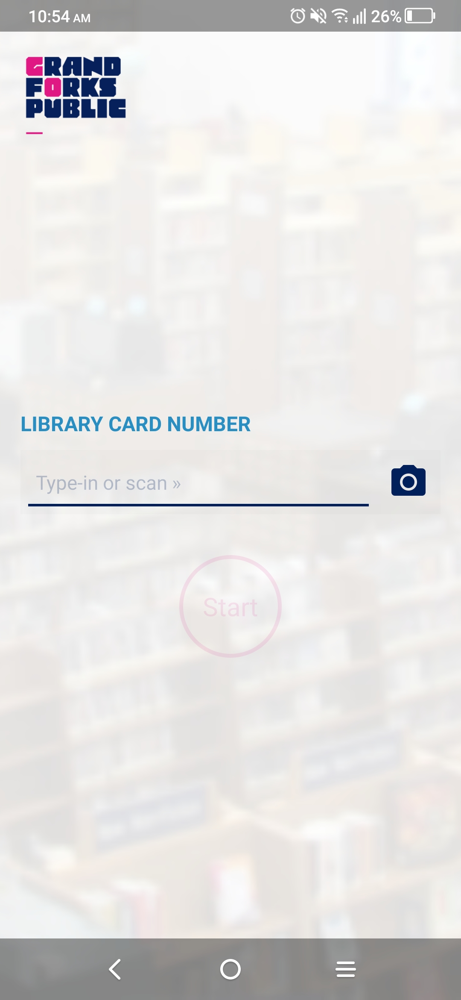 10:54 AM
26%
GRAND
FORKS
PUBLIC
LIBRARY CARD NUMBER
Type-in or scan »
Start